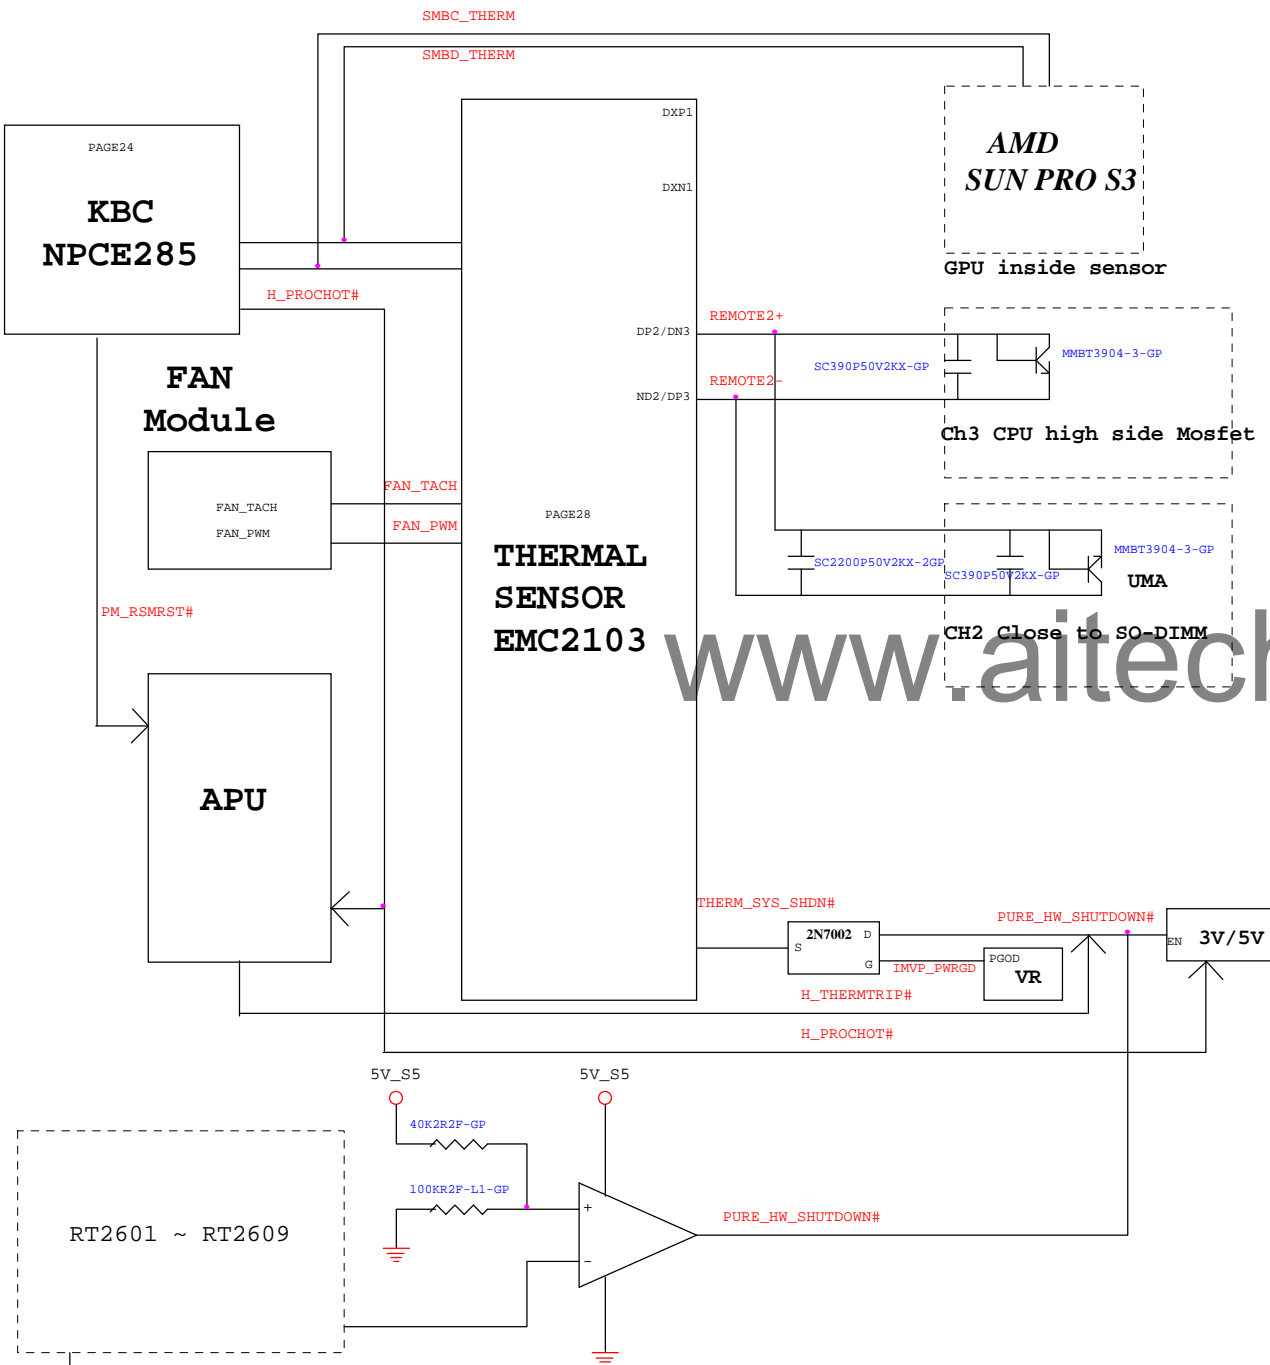 SMBC_THERM
SMBD_THERM
DXP1
PAGE24
AMD
SUN PRO S3
DXN1
KBC
NPCE285
GPU inside sensor
H_PROCHOT#
REMOTE2+
DP2/DN3
MMBT3904-3-GP
SC390P50V2KX-GP
FAN
Module
REMOTE2-
ND2/DP3
Ch3 CPU high side Mosfet
FAN_TACH
FAN_TACH
FAN_PWM
FAN_PWM
PAGE28
THERMAL
SENSOR
EMC2103
SC2200P50V2KX-2GP
SC390P50V2KX-GP
MMBT3904-3-GP
UMA
PM_RSMRST#
CH2 Close to SO-DIMM
www.aitech
APU
THERM_SYS_SHDN#
PURE_HW_SHUTDOWN#
2N7002
D
S
G
IMVP_PWRGD
PGOD
VR
EN
3V/5V
H_THERMTRIP#
H_PROCHOT#
5V_S5
5V_S5
40K2R2F-GP
100KR2F-L1-GP
+
PURE_HW_SHUTDOWN#
RT2601 ~ RT2609
-